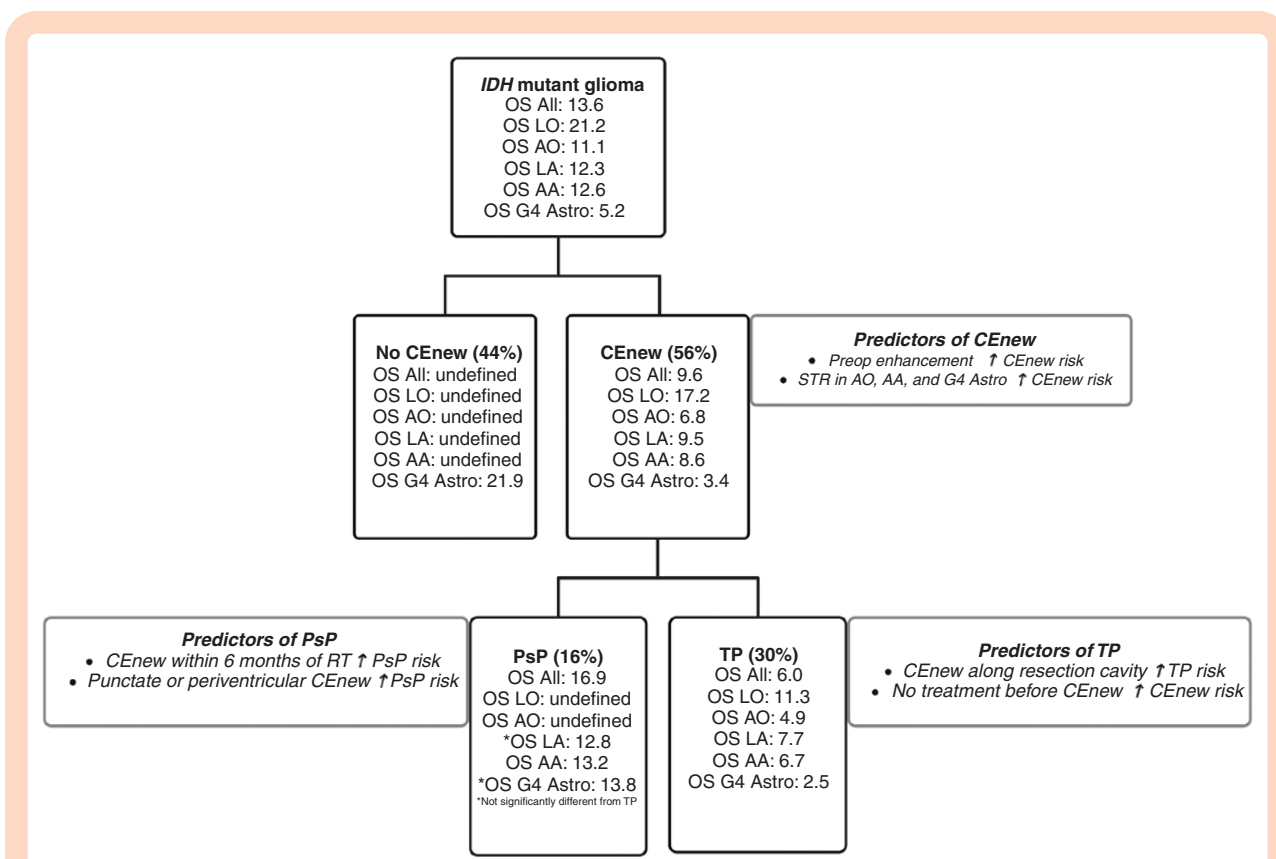 IDH mutant glioma
OS All: 13.6
OS LO: 21.2
OS AO: 11.1
OS LA: 12.3
OS AA: 12.6
OS G4 Astro: 5.2
No CEnew (44%)
OS All: undefined
OS LO: undefined
OS AO: undefined
OS LA: undefined
OS AA: undefined
OS G4 Astro: 21.9
CEnew (56%)
OS All: 9.6
OS LO: 17.2
OS AO: 6.8
OS LA: 9.5
OS AA: 8.6
OS G4 Astro: 3.4
Predictors of CEnew
• Preop enhancement ↑ CEnew risk
• STR in AO, AA, and G4 Astro ↑ CEnew risk
Predictors of PsP
• CEnew within 6 months of RT ↑ PsP risk
• Punctate or periventricular CEnew ↑ PsP risk
PsP (16%)
OS All: 16.9
OS LO: undefined
OS AO: undefined
*OS LA: 12.8
OS AA: 13.2
*OS G4 Astro: 13.8
*Not significantly different from TP
TP (30%)
OS All: 6.0
OS LO: 11.3
OS AO: 4.9
OS LA: 7.7
OS AA: 6.7
OS G4 Astro: 2.5
Predictors of TP
• CEnew along resection cavity ↑ TP risk
• No treatment before CEnew ↑ CEnew risk